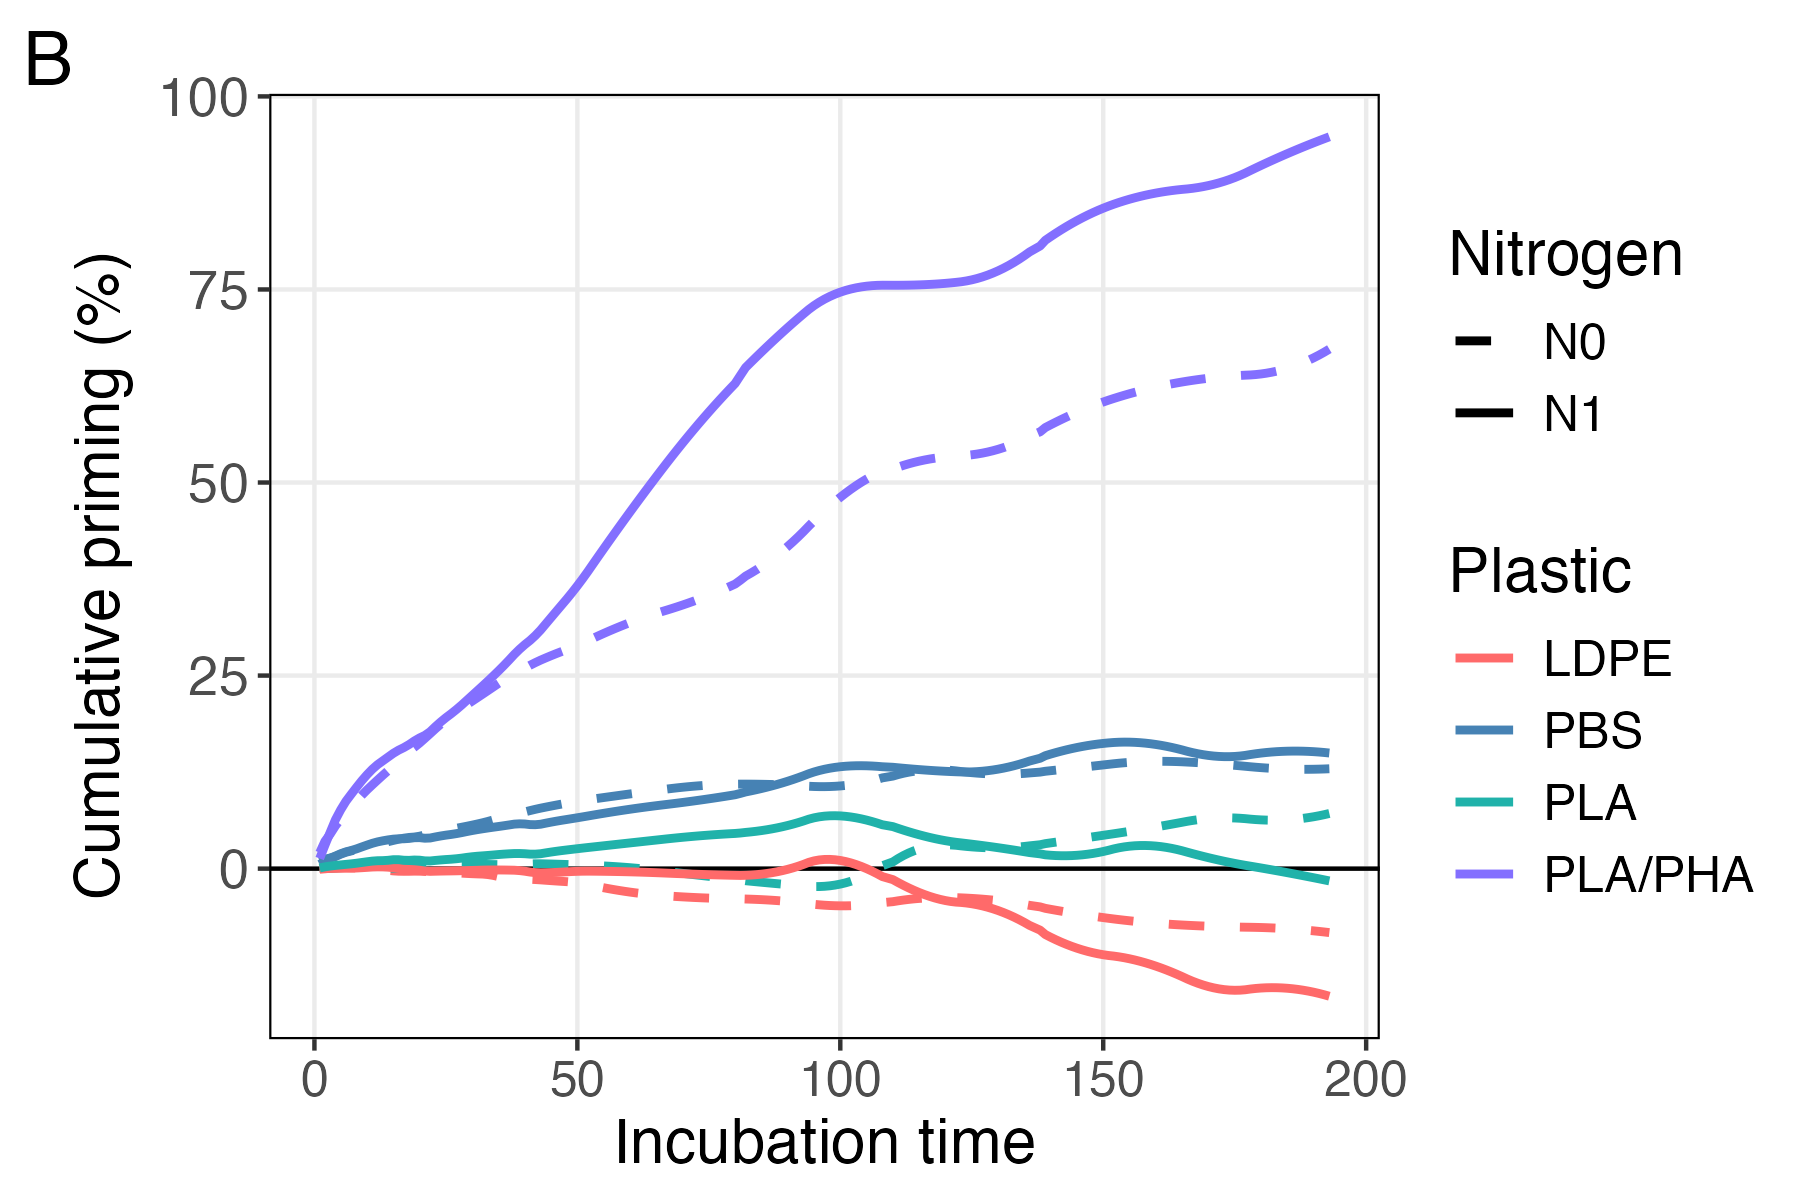 B
100
75
50
25
0
Cumulative priming (%)
0 50 100 150 200
Incubation time
Nitrogen
N0
N1
Plastic
LDPE
PBS
PLA
PLA/PHA